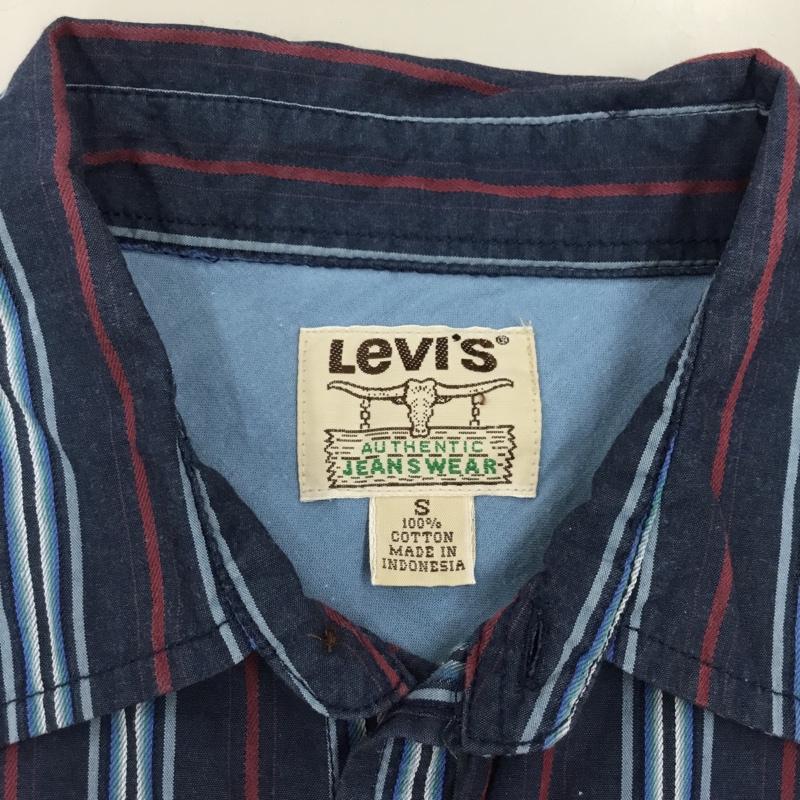 Levi's®
AUTHENTIC
JEANSWEAR
S
100%
COTTON
MADE IN
INDONESIA